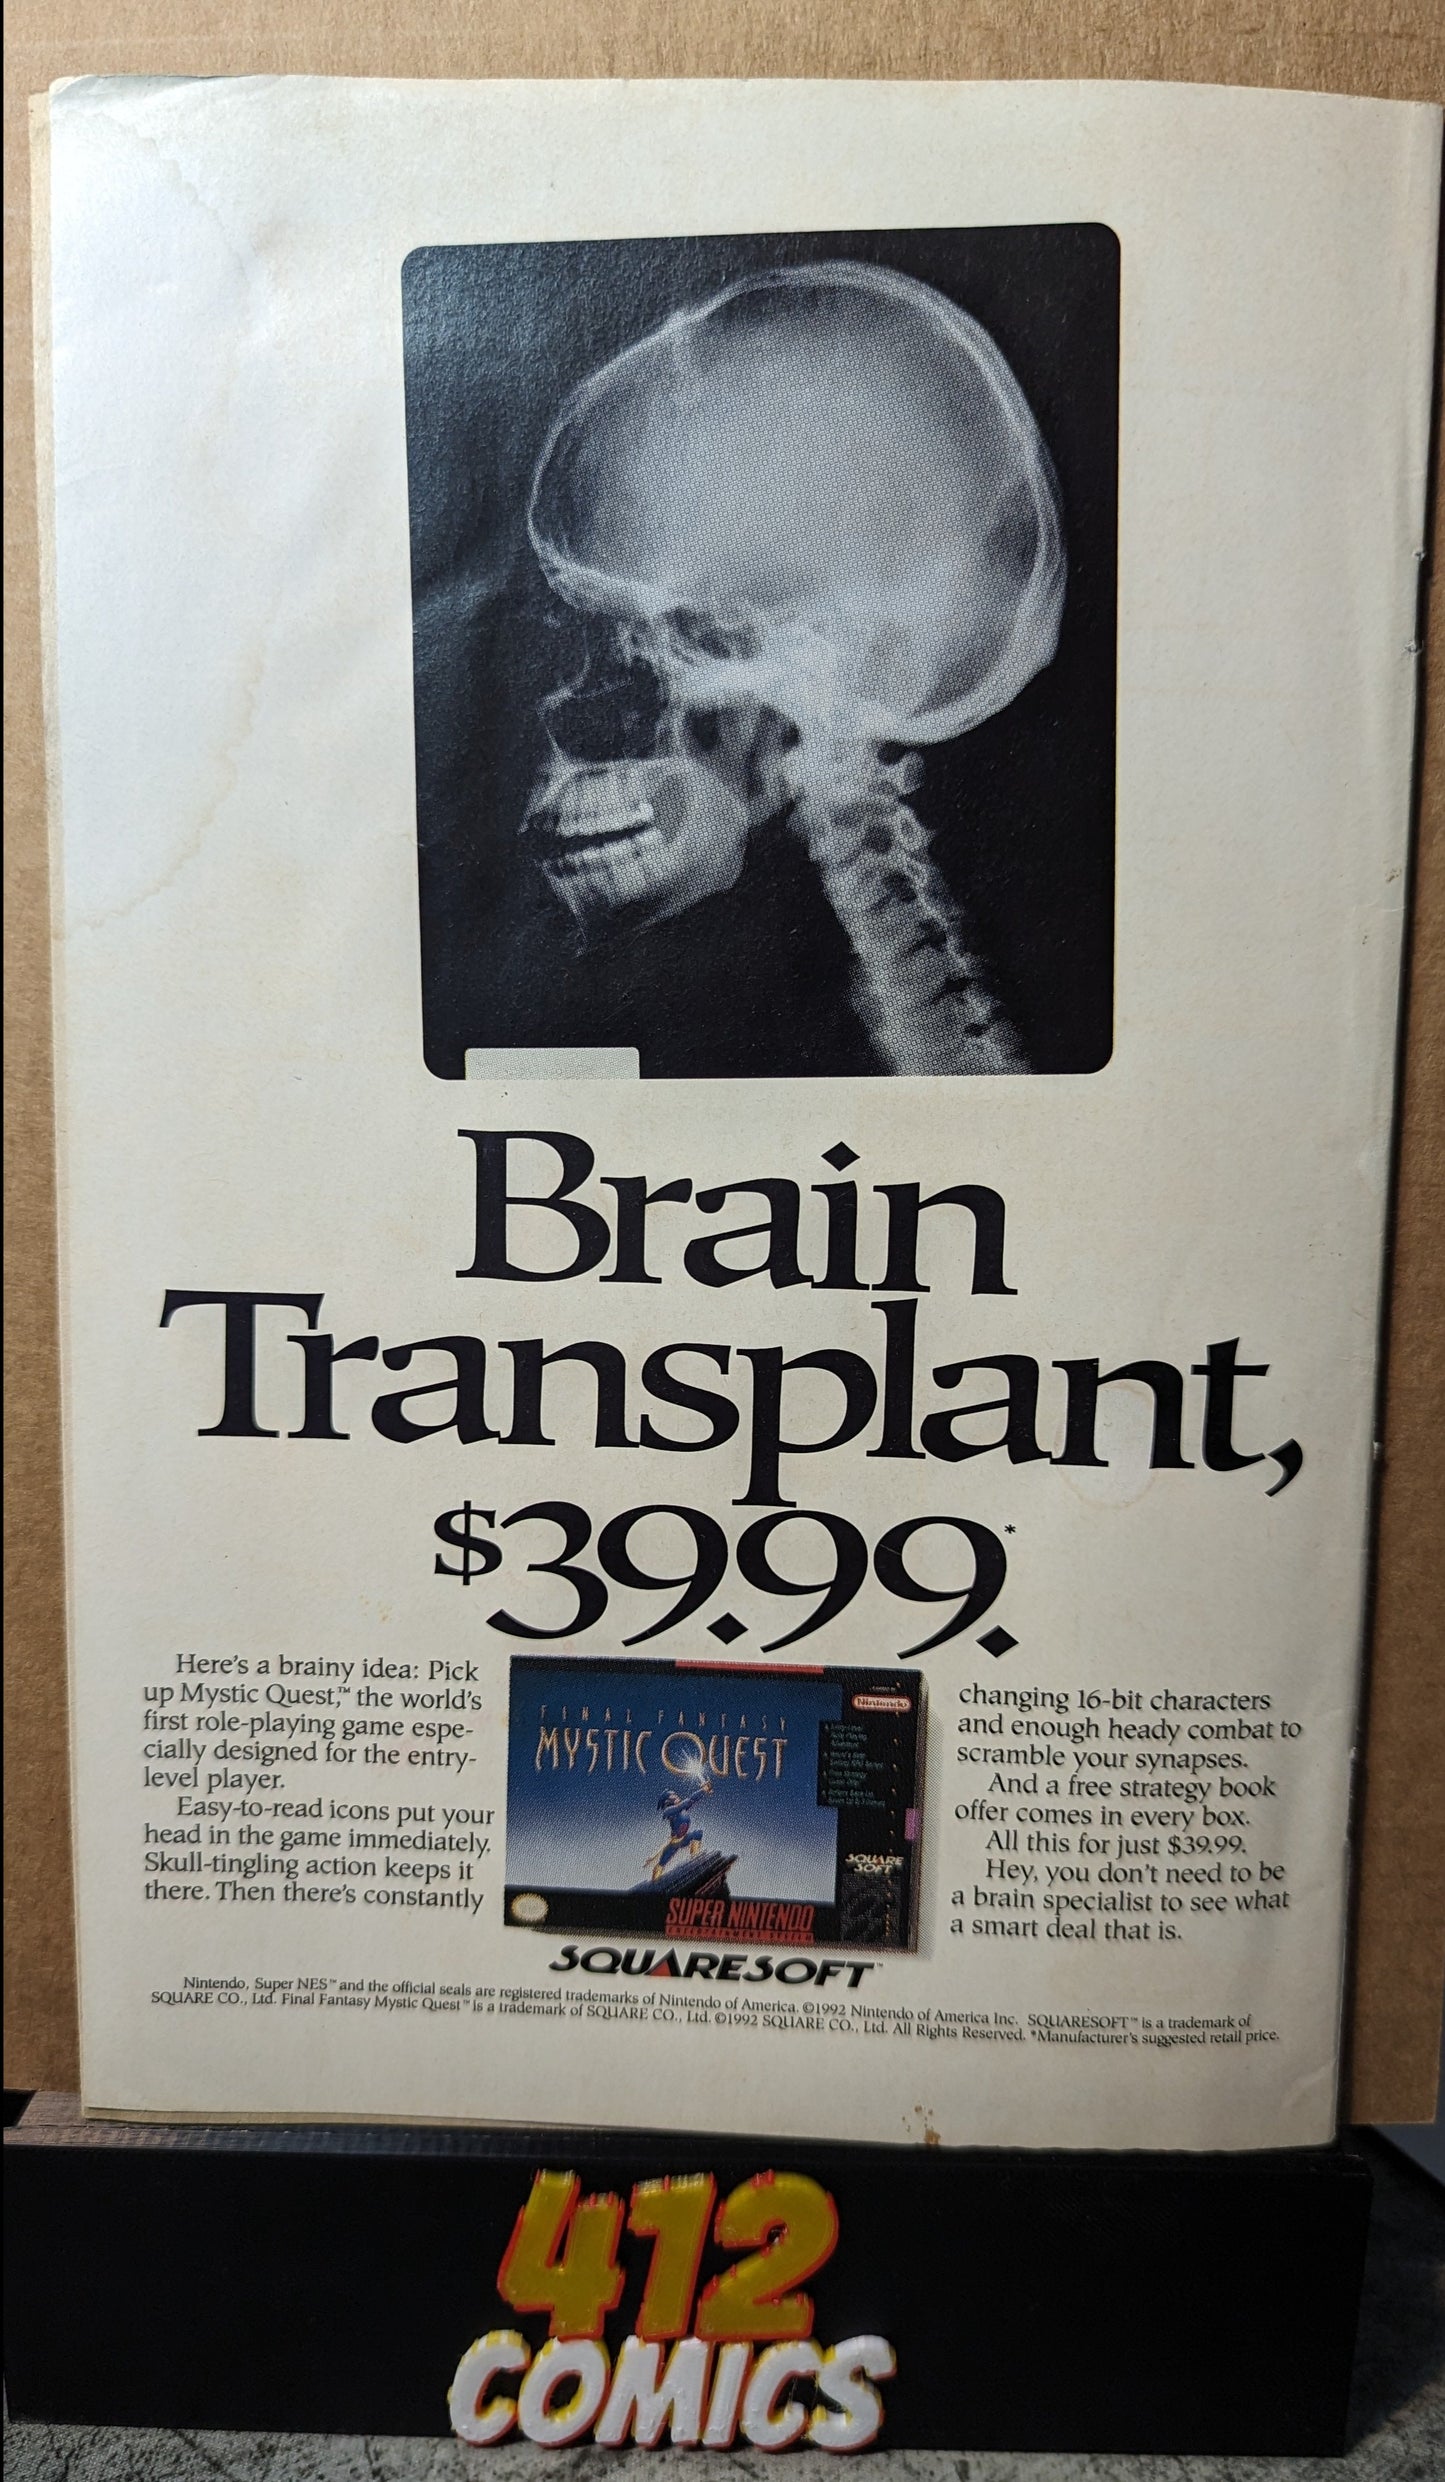 Brain
Transplant,
$39.99.*
Here's a brainy idea: Pick
up Mystic Quest,™ the world's
first role-playing game espe-
cially designed for the entry-
level player.
Easy-to-read icons put your
head in the game immediately.
Skull-tingling action keeps it
there. Then there's constantly
FINAL FANTASY
MYSTIC QUEST
Nintendo
SQUARE
SOFT
SUPER NINTENDO
ENTERTAINMENT SYSTEM
changing 16-bit characters
and enough heady combat to
scramble your synapses.
And a free strategy book
offer comes in every box.
All this for just $39.99.
Hey, you don't need to be
a brain specialist to see what
a smart deal that is.
SQUARESOFT™
Nintendo, Super NES™ and the official seals are registered trademarks of Nintendo of America. ©1992 Nintendo of America Inc. SQUARESOFT™ is a trademark of
SQUARE CO., Ltd. Final Fantasy Mystic Quest™ is a trademark of SQUARE CO., Ltd. ©1992 SQUARE CO., Ltd. All Rights Reserved. *Manufacturer's suggested retail price.
412
COMICS